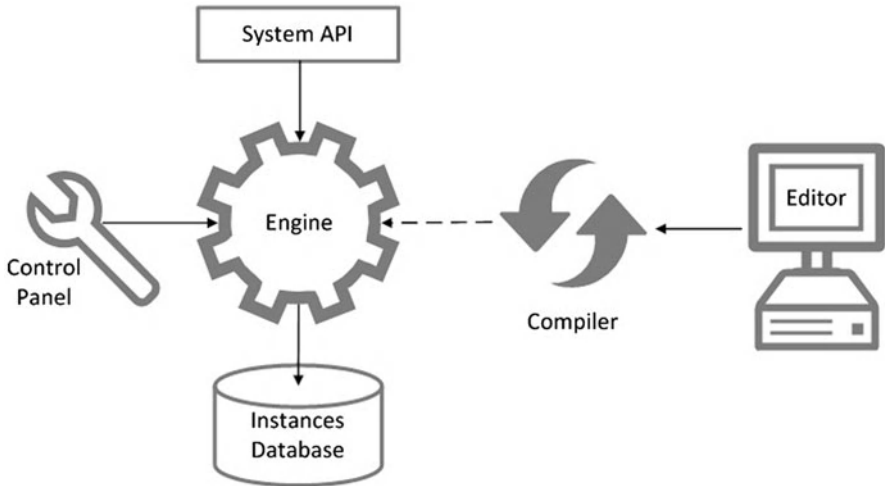 System API
Engine
Editor
Control
Panel
Compiler
Instances
Database